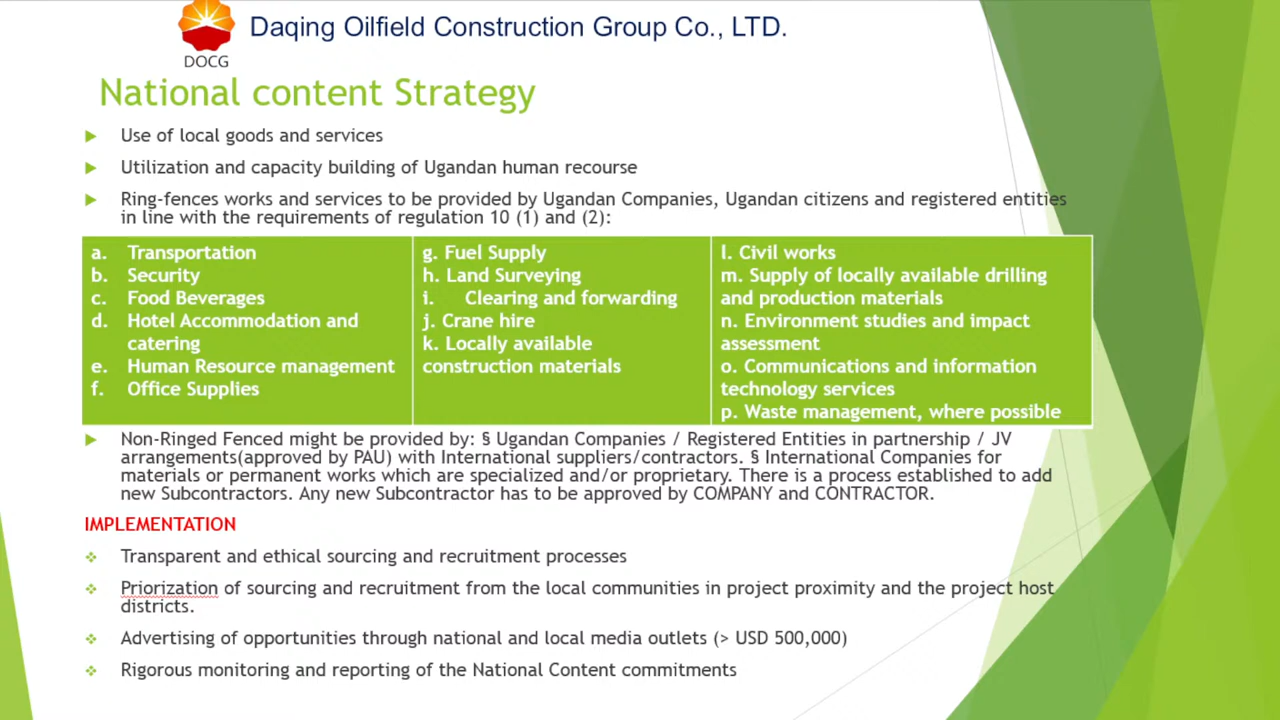 Daqing Oilfield Construction Group Co., LTD.
DOCG
National content Strategy
Use of local goods and services
Utilization and capacity building of Ugandan human recourse
Ring-fences works and services to be provided by Ugandan Companies, Ugandan citizens and registered entities
in line with the requirements of regulation 10 (1) and (2):
a. Transportation
b. Security
c. Food Beverages
d. Hotel Accommodation and
catering
e. Human Resource management
f. Office Supplies
g. Fuel Supply
h. Land Surveying
i. Clearing and forwarding
j. Crane hire
k. Locally available
construction materials
l. Civil works
m. Supply of locally available drilling
and production materials
n. Environment studies and impact
assessment
o. Communications and information
technology services
p. Waste management, where possible
Non-Ringed Fenced might be provided by: § Ugandan Companies / Registered Entities in partnership / JV
arrangements(approved by PAU) with International suppliers/contractors. § International Companies for
materials or permanent works which are specialized and/or proprietary. There is a process established to add
new Subcontractors. Any new Subcontractor has to be approved by COMPANY and CONTRACTOR.
IMPLEMENTATION
Transparent and ethical sourcing and recruitment processes
Priorization of sourcing and recruitment from the local communities in project proximity and the project host
districts.
Advertising of opportunities through national and local media outlets (> USD 500,000)
Rigorous monitoring and reporting of the National Content commitments